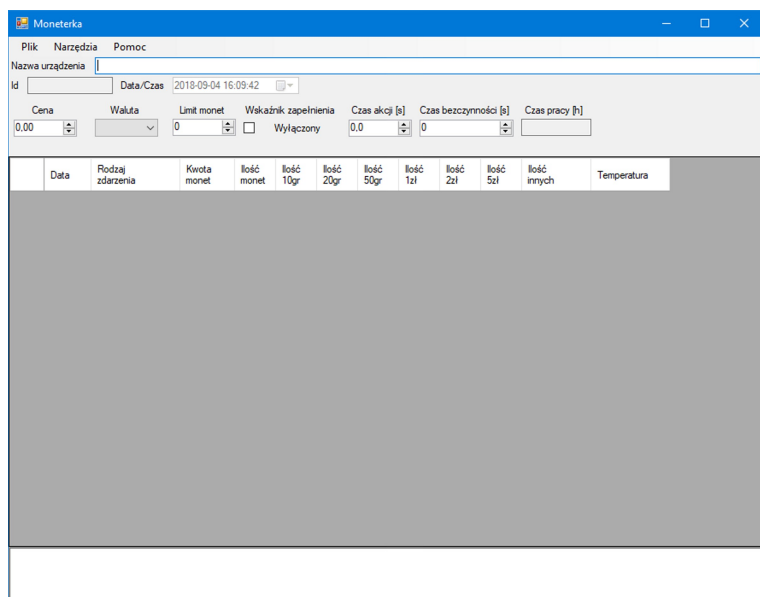 Moneterka
Plik Narzędzia Pomoc
Nazwa urządzenia
Id Data/Czas 2018-09-04 16:09:42
Cena Waluta Limit monet Wskaźnik zapełnienia Czas akcji [s] Czas bezczynności [s] Czas pracy [h]
0,00 0 Wyłączony 0,0 0
Data Rodzaj zdarzenia Kwota monet Ilość monet Ilość 10gr Ilość 20gr Ilość 50gr Ilość 1zł Ilość 2zł Ilość 5zł Ilość innych Temperatura